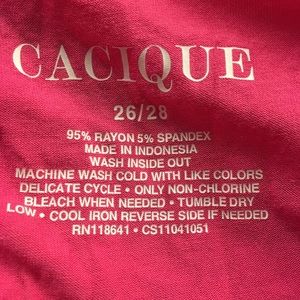 CACIQUE
26/28
95% RAYON 5% SPANDEX
MADE IN INDONESIA
WASH INSIDE OUT
MACHINE WASH COLD WITH LIKE COLORS
DELICATE CYCLE • ONLY NON-CHLORINE
BLEACH WHEN NEEDED • TUMBLE DRY
LOW • COOL IRON REVERSE SIDE IF NEEDED
RN118641 • CS11041051